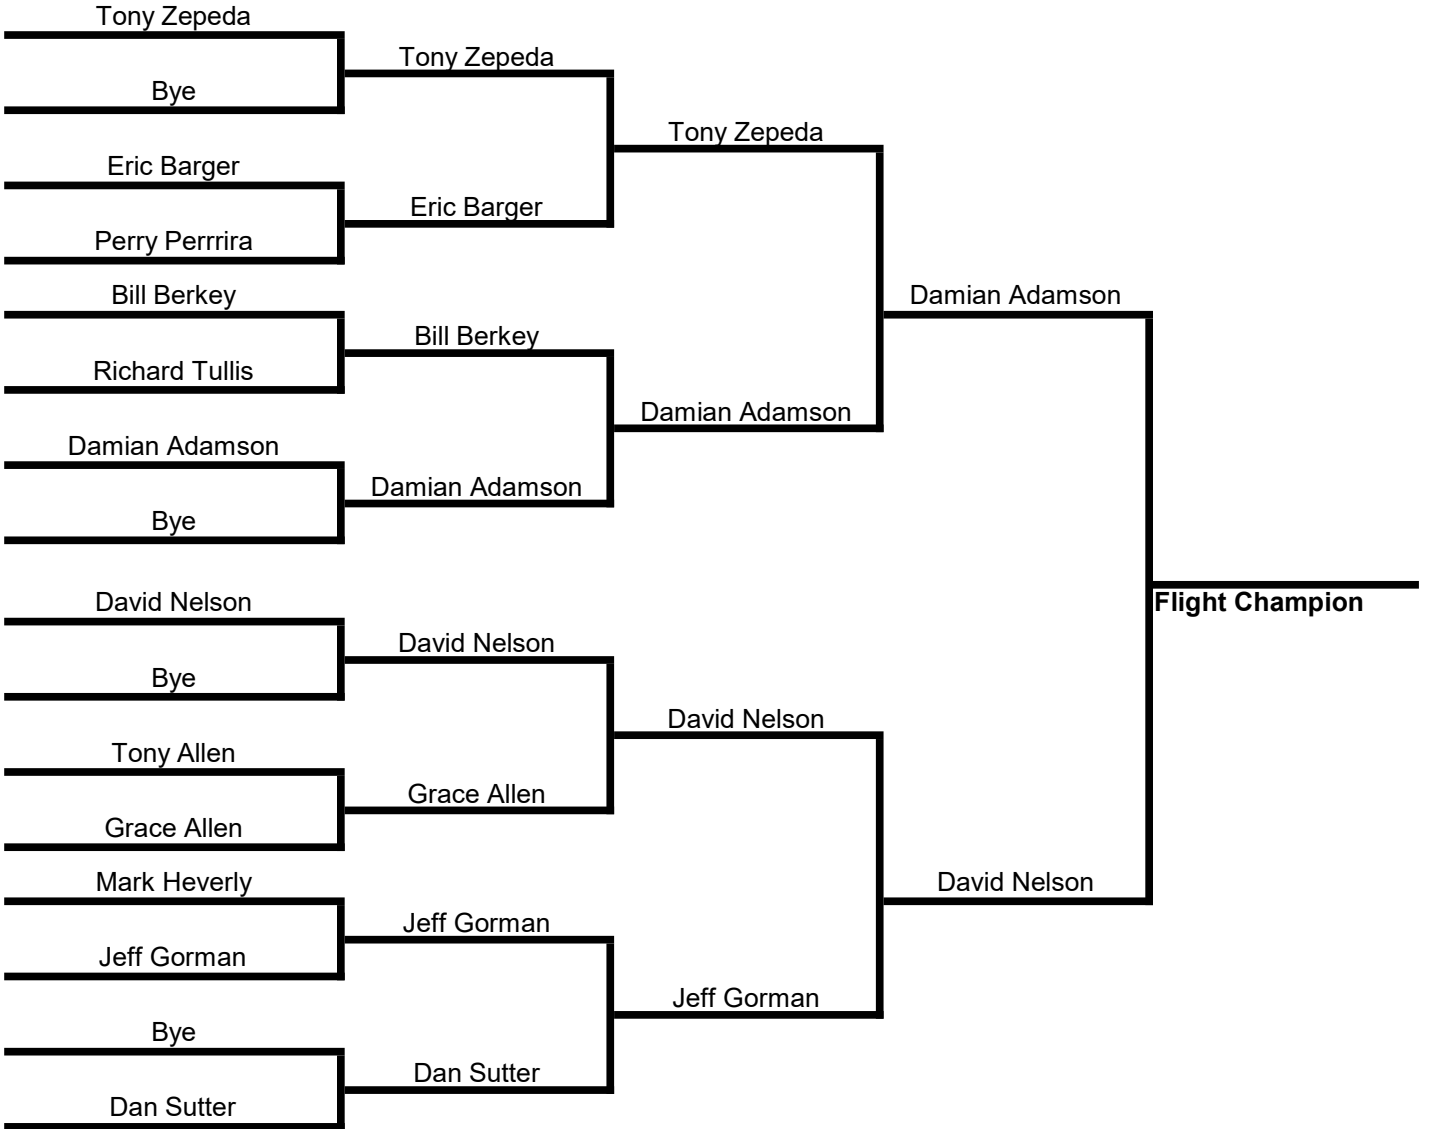 Tony Zepeda
Tony Zepeda
Bye
Tony Zepeda
Eric Barger
Eric Barger
Perry Perrrira
Bill Berkey
Damian Adamson
Bill Berkey
Richard Tullis
Damian Adamson
Damian Adamson
Damian Adamson
Bye
David Nelson
Flight Champion
David Nelson
Bye
David Nelson
Tony Allen
Grace Allen
Grace Allen
Mark Heverly
David Nelson
Jeff Gorman
Jeff Gorman
Jeff Gorman
Bye
Dan Sutter
Dan Sutter